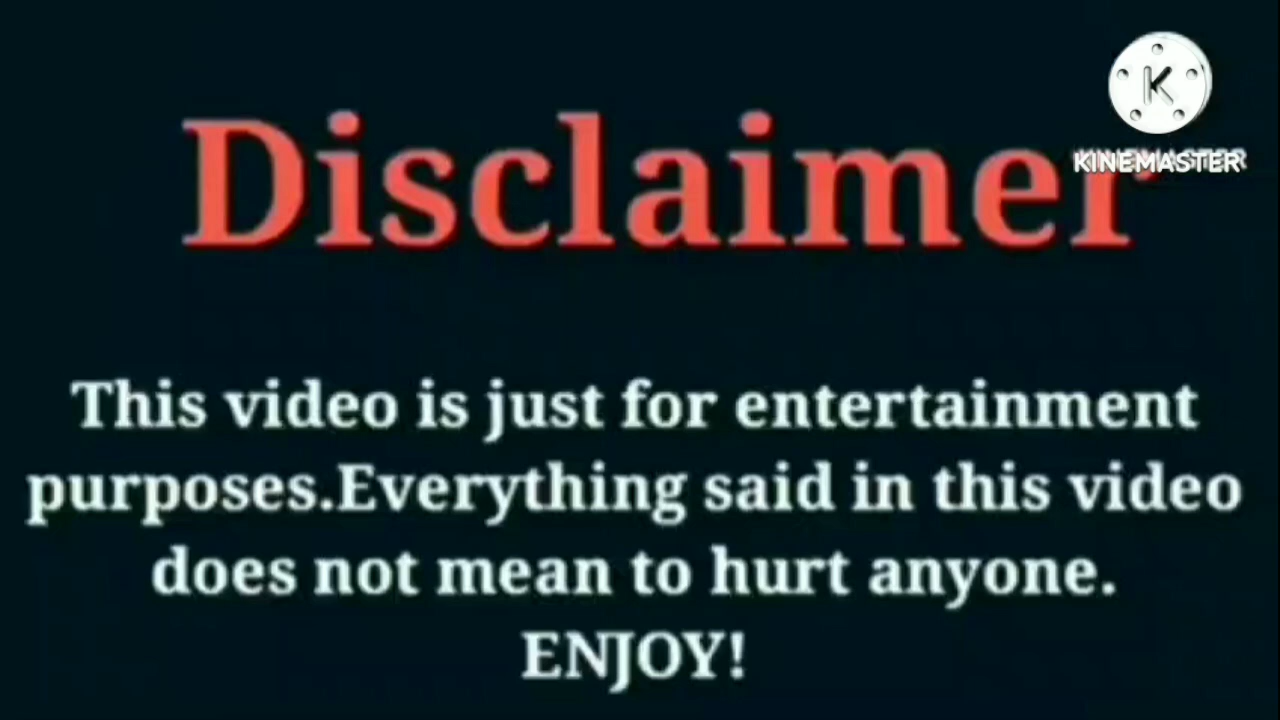 K
KINEMASTER
Disclaimer
This video is just for entertainment
purposes.Everything said in this video
does not mean to hurt anyone.
ENJOY!